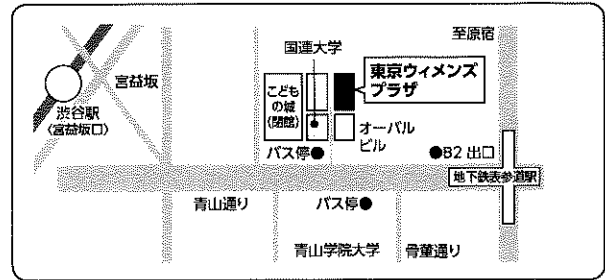 至原宿
国連大学
宮益坂
東京ウィメンズ
プラザ
こども
の城
(閉館)
渋谷駅
(宮益坂口)
オーバル
ビル
バス停●
●B2 出口
地下鉄表参道駅
青山通り
バス停●
青山学院大学
骨董通り